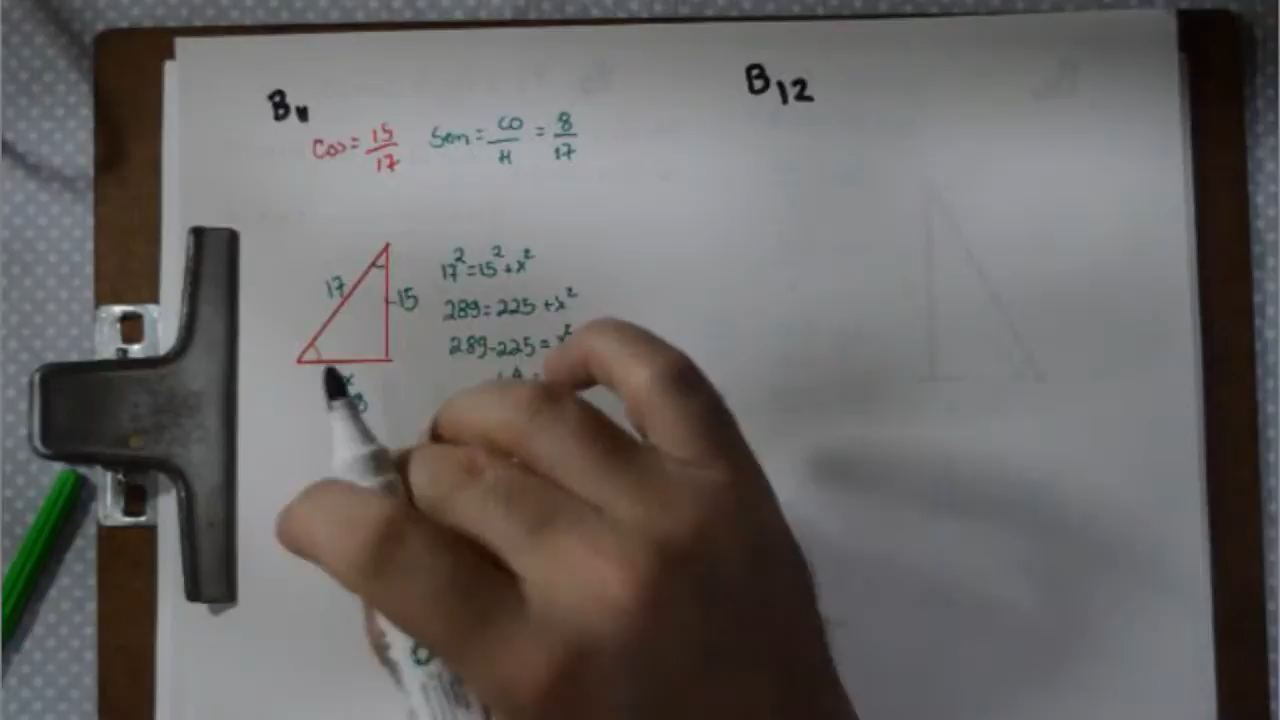 B11
B12
Cos = 15/17
Sen = CO/H = 8/17
17² = 15² + x²
17
15
289 = 225 + x²
289 - 225 = x²
x
8